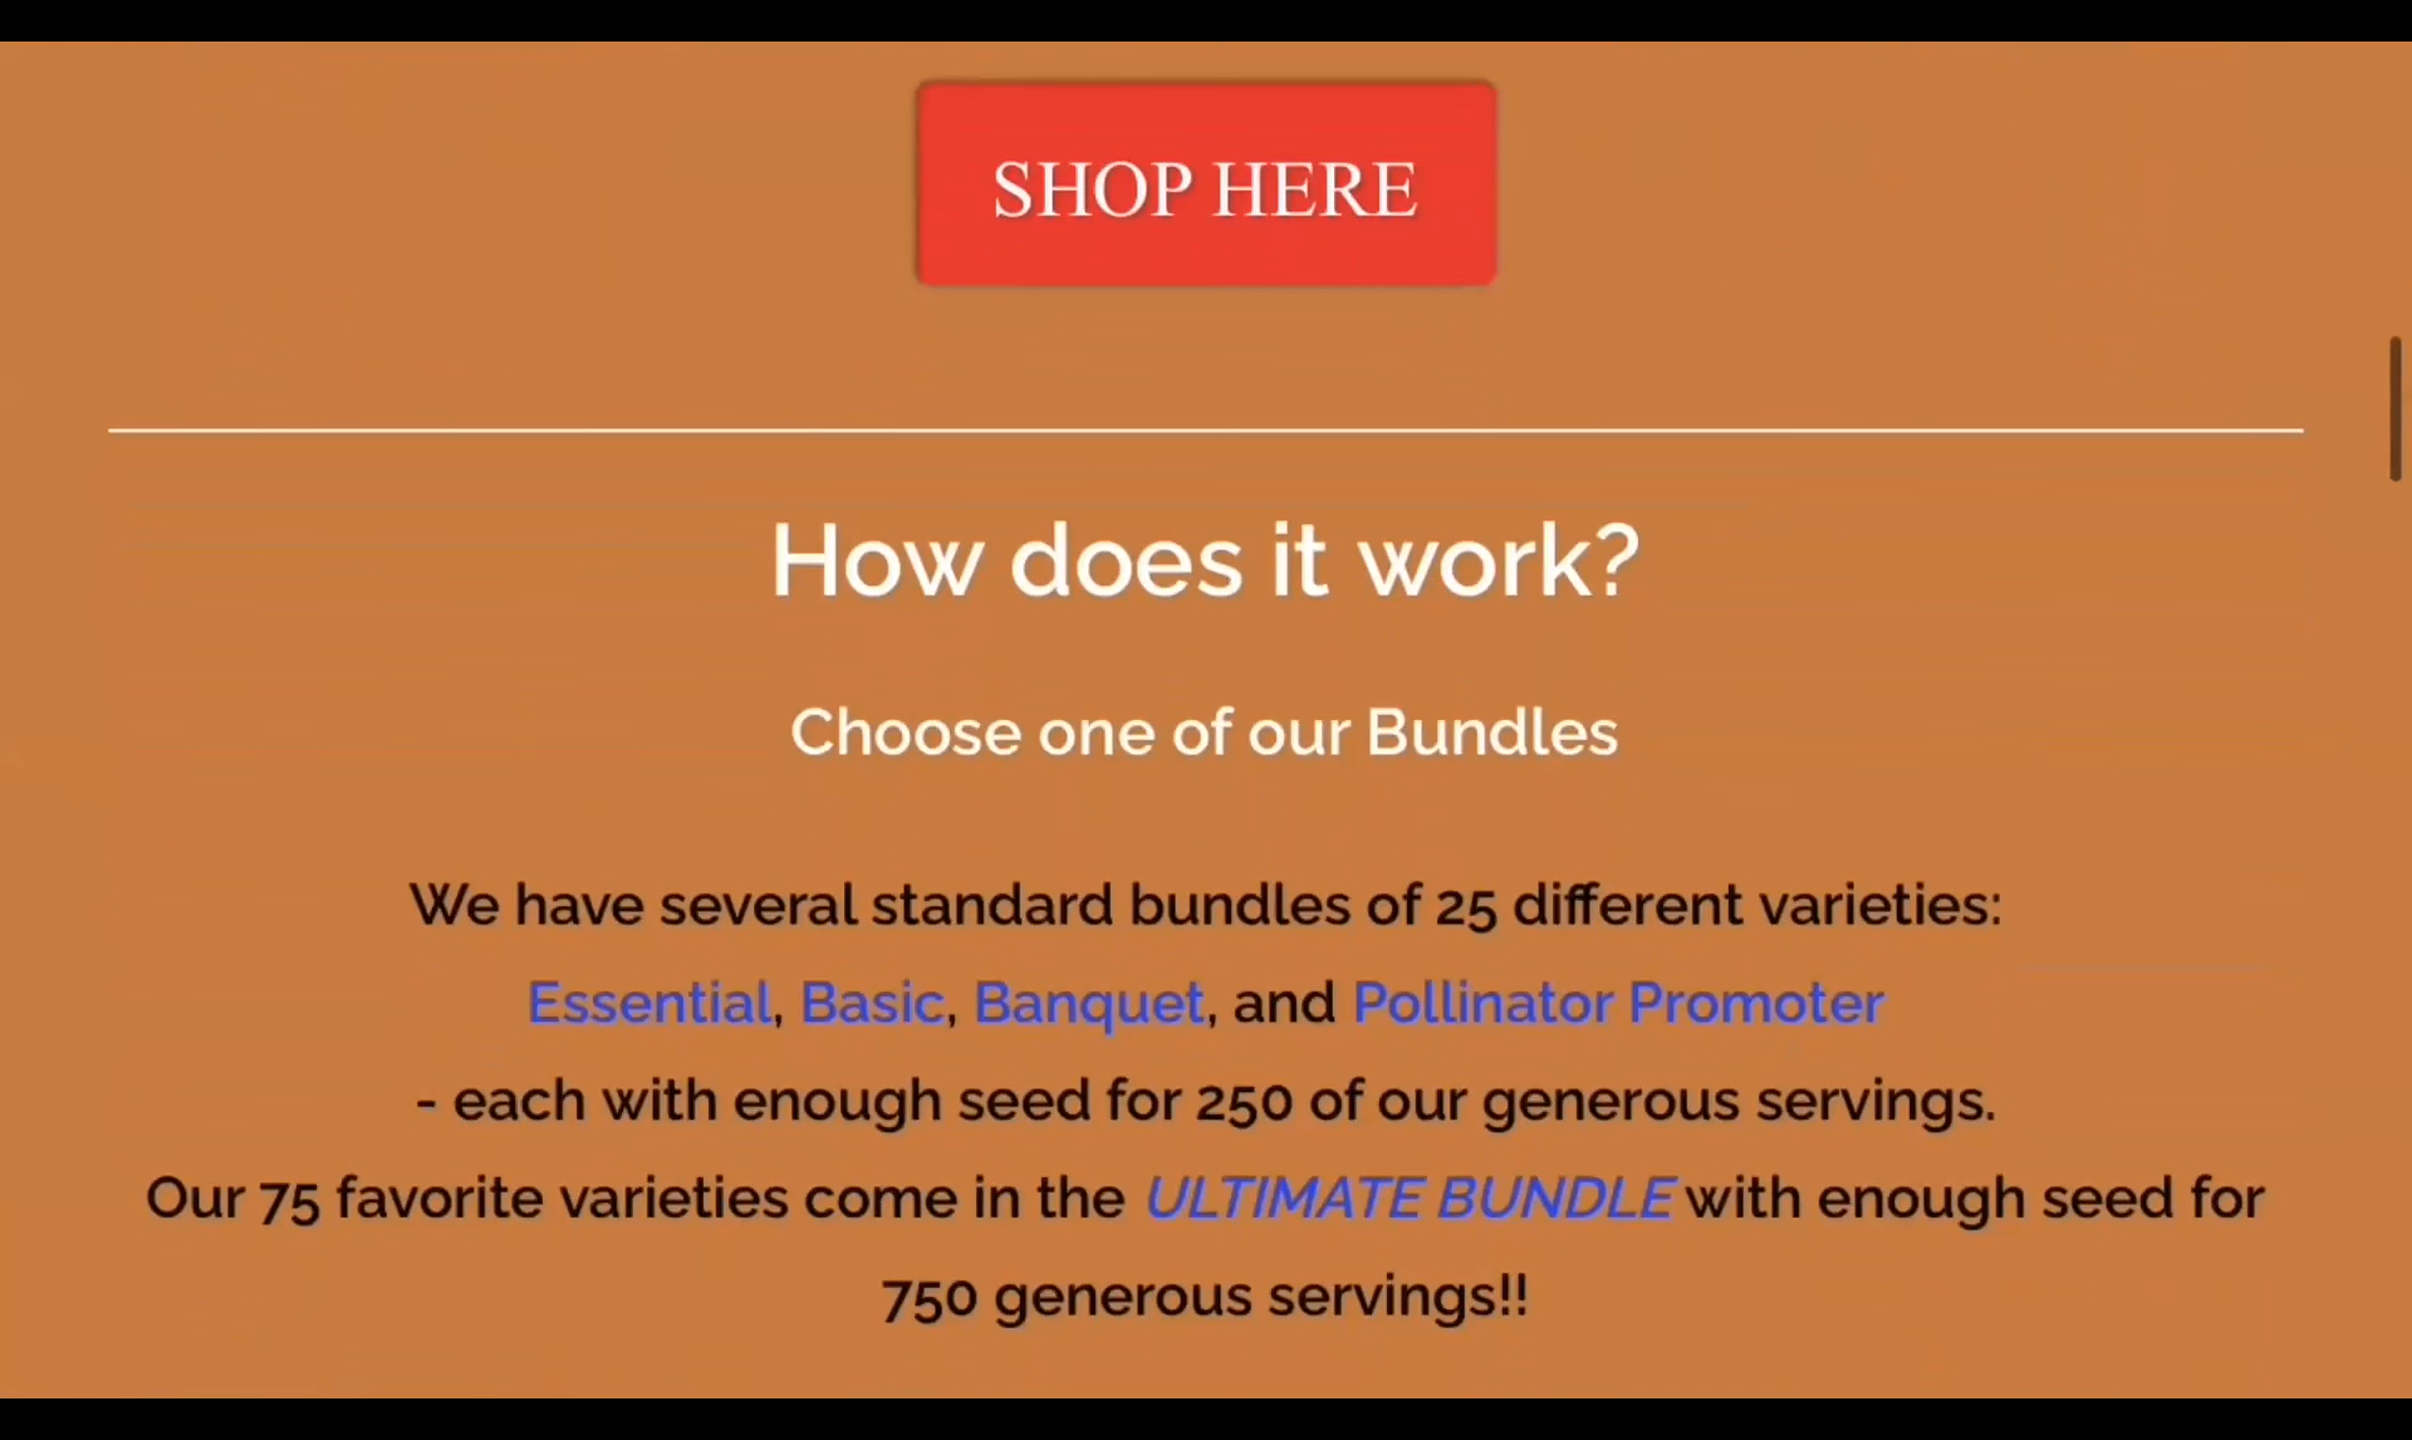 SHOP HERE
How does it work?
Choose one of our Bundles
We have several standard bundles of 25 different varieties:
Essential, Basic, Banquet, and Pollinator Promoter
- each with enough seed for 250 of our generous servings.
Our 75 favorite varieties come in the ULTIMATE BUNDLE with enough seed for
750 generous servings!!